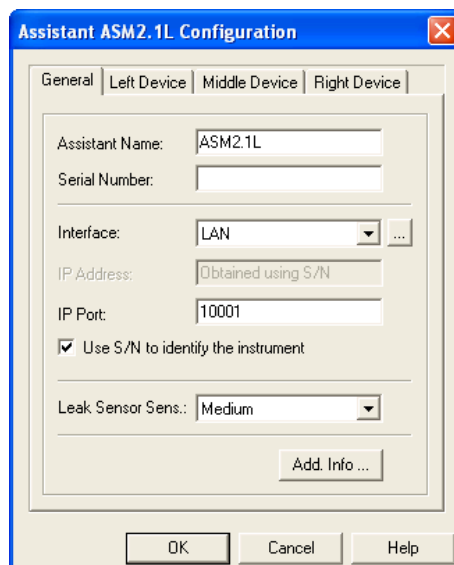 Assistant ASM2.1L Configuration
General Left Device Middle Device Right Device
Assistant Name: ASM2.1L
Serial Number:
Interface: LAN ...
IP Address: Obtained using S/N
IP Port: 10001
Use S/N to identify the instrument
Leak Sensor Sens.: Medium
Add. Info ...
OK Cancel Help